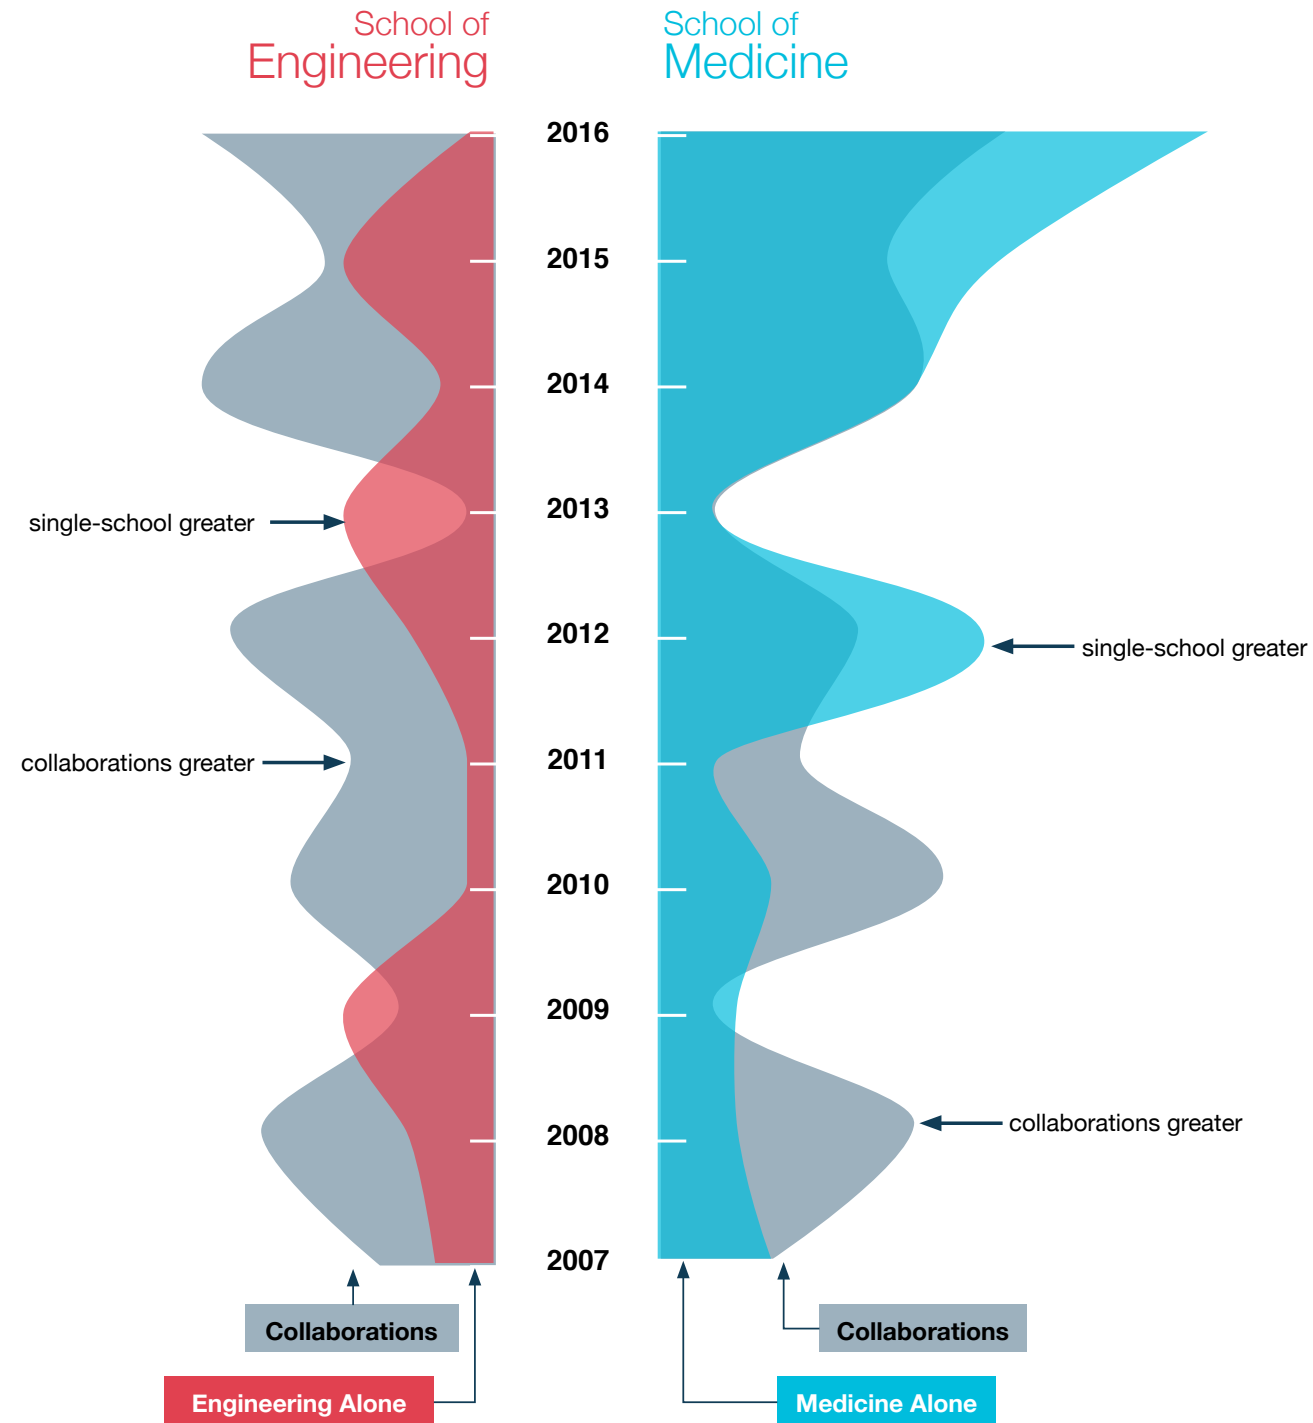 School of
Engineering
School of
Medicine
2016
2015
2014
2013
single-school greater
2012
single-school greater
2011
collaborations greater
2010
2009
2008
collaborations greater
2007
Collaborations
Collaborations
Engineering Alone
Medicine Alone